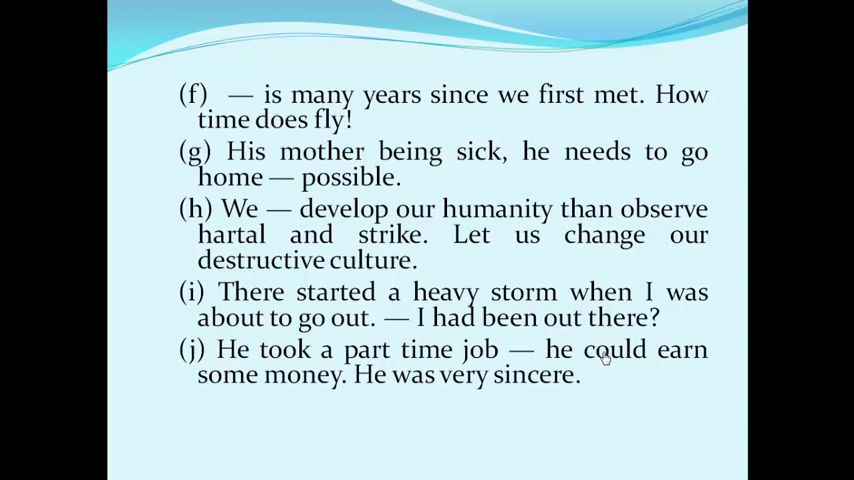 (f) — is many years since we first met. How
time does fly!
(g) His mother being sick, he needs to go
home — possible.
(h) We — develop our humanity than observe
hartal and strike. Let us change our
destructive culture.
(i) There started a heavy storm when I was
about to go out. — I had been out there?
(j) He took a part time job — he could earn
some money. He was very sincere.